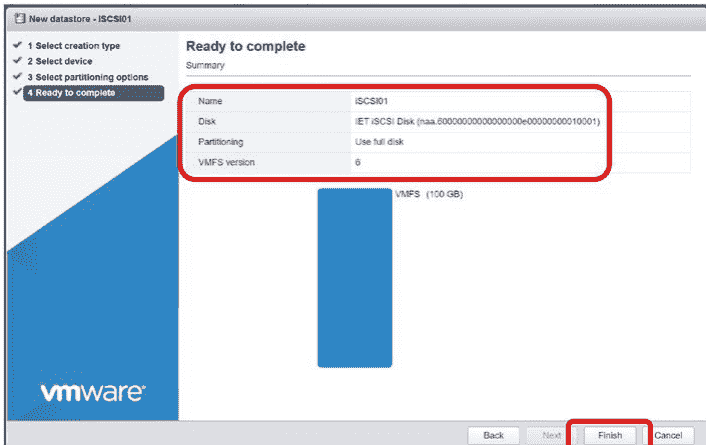 New datastore - ISCSI01
1 Select creation type
2 Select device
3 Select partitioning options
4 Ready to complete
Ready to complete
Summary
Name ISCSI01
Disk IET iSCSI Disk (naa.60000000000000000e00000000010001)
Partitioning Use full disk
VMFS version 6
VMFS (100 GB)
vmware
Back Next Finish Cancel